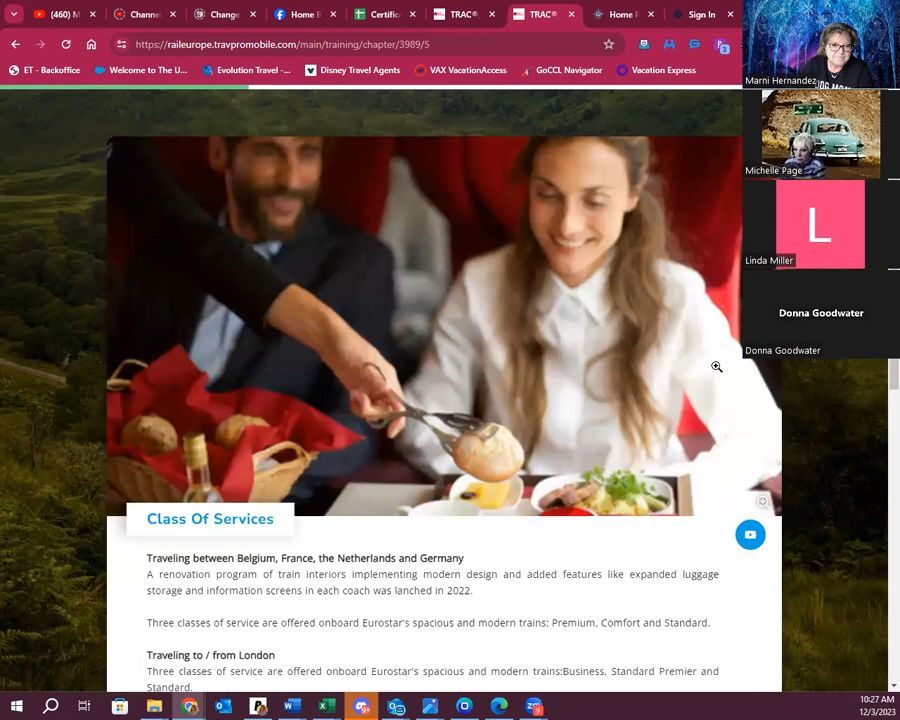 (460) M
Channel
Change
Home B
Certifica
TRAC®
TRAC®
Home P
Sign In
https://raileurope.travpromobile.com/main/training/chapter/3989/5
3
ET - Backoffice
Welcome to The U...
Evolution Travel -...
Disney Travel Agents
VAX VacationAccess
GoCCL Navigator
Vacation Express
Marni Hernandez
Michelle Page
L
Linda Miller
Donna Goodwater
Donna Goodwater
Class Of Services
Traveling between Belgium, France, the Netherlands and Germany
A renovation program of train interiors implementing modern design and added features like expanded luggage
storage and information screens in each coach was lanched in 2022.
Three classes of service are offered onboard Eurostar's spacious and modern trains: Premium, Comfort and Standard.
Traveling to / from London
Three classes of service are offered onboard Eurostar's spacious and modern trains:Business, Standard Premier and
Standard.
10:27 AM
12/3/2023